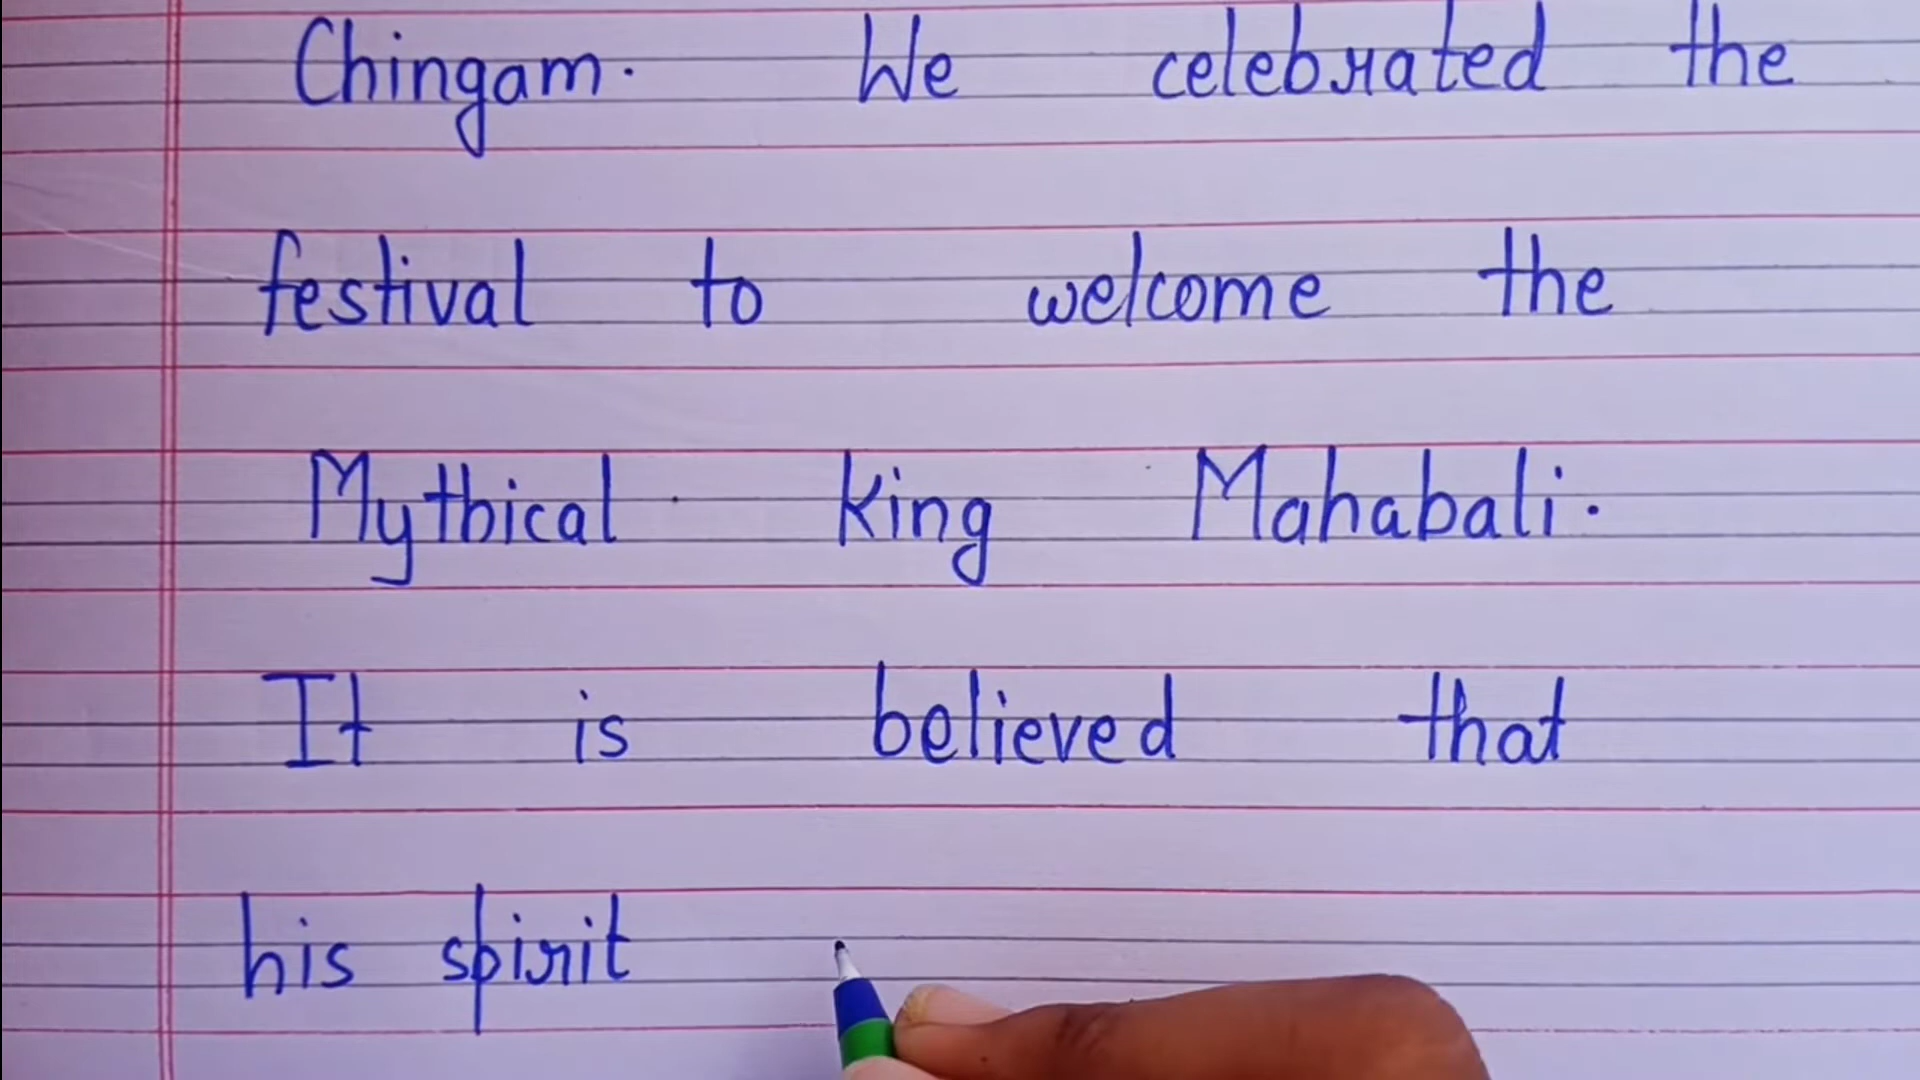 Chingam. We celebrated the
festival to welcome the
Mythical king Mahabali.
It is believed that
his spirit